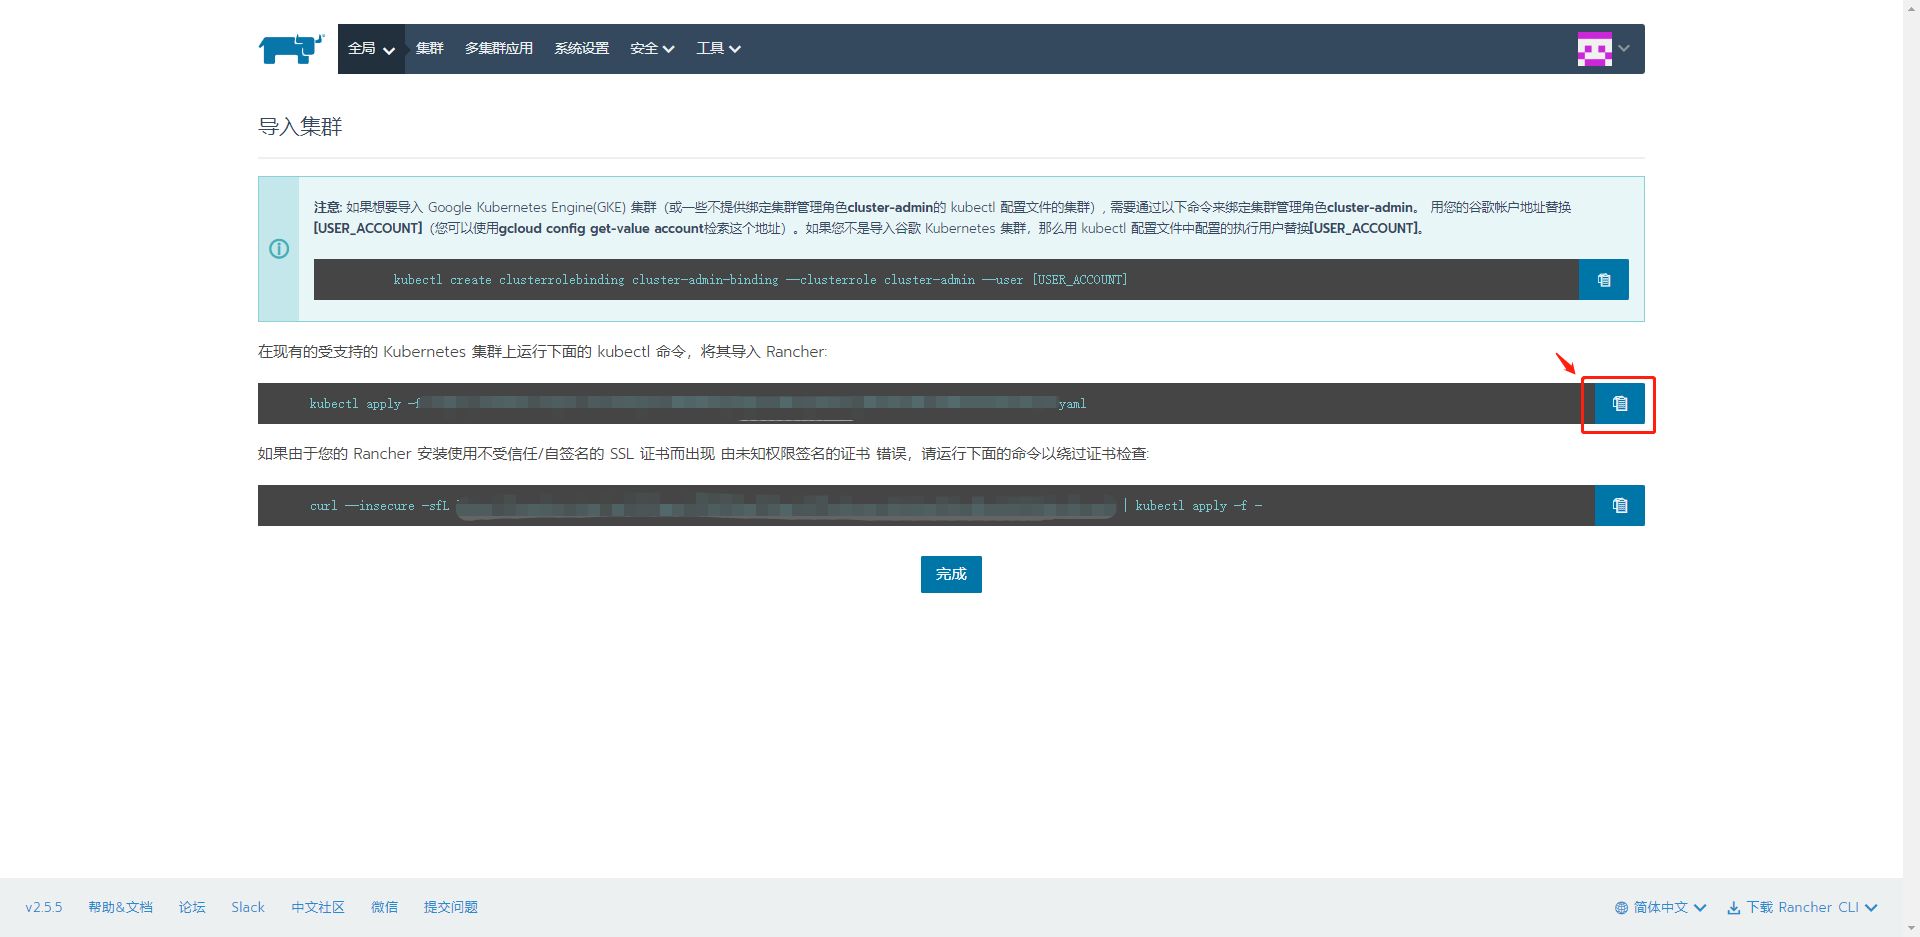 全局 集群 多集群应用 系统设置 安全 工具
导入集群
注意: 如果想要导入 Google Kubernetes Engine(GKE) 集群（或一些不提供绑定集群管理角色cluster-admin的 kubectl 配置文件的集群）, 需要通过以下命令来绑定集群管理角色cluster-admin。 用您的谷歌帐户地址替换
[USER_ACCOUNT]（您可以使用gcloud config get-value account检索这个地址）。如果您不是导入谷歌 Kubernetes 集群，那么用 kubectl 配置文件中配置的执行用户替换[USER_ACCOUNT]。
kubectl create clusterrolebinding cluster-admin-binding --clusterrole cluster-admin --user [USER_ACCOUNT]
在现有的受支持的 Kubernetes 集群上运行下面的 kubectl 命令，将其导入 Rancher:
kubectl apply -f yaml
如果由于您的 Rancher 安装使用不受信任/自签名的 SSL 证书而出现 由未知权限签名的证书 错误，请运行下面的命令以绕过证书检查:
curl --insecure -sfL | kubectl apply -f -
完成
v2.5.5 帮助&文档 论坛 Slack 中文社区 微信 提交问题 简体中文 下载 Rancher CLI